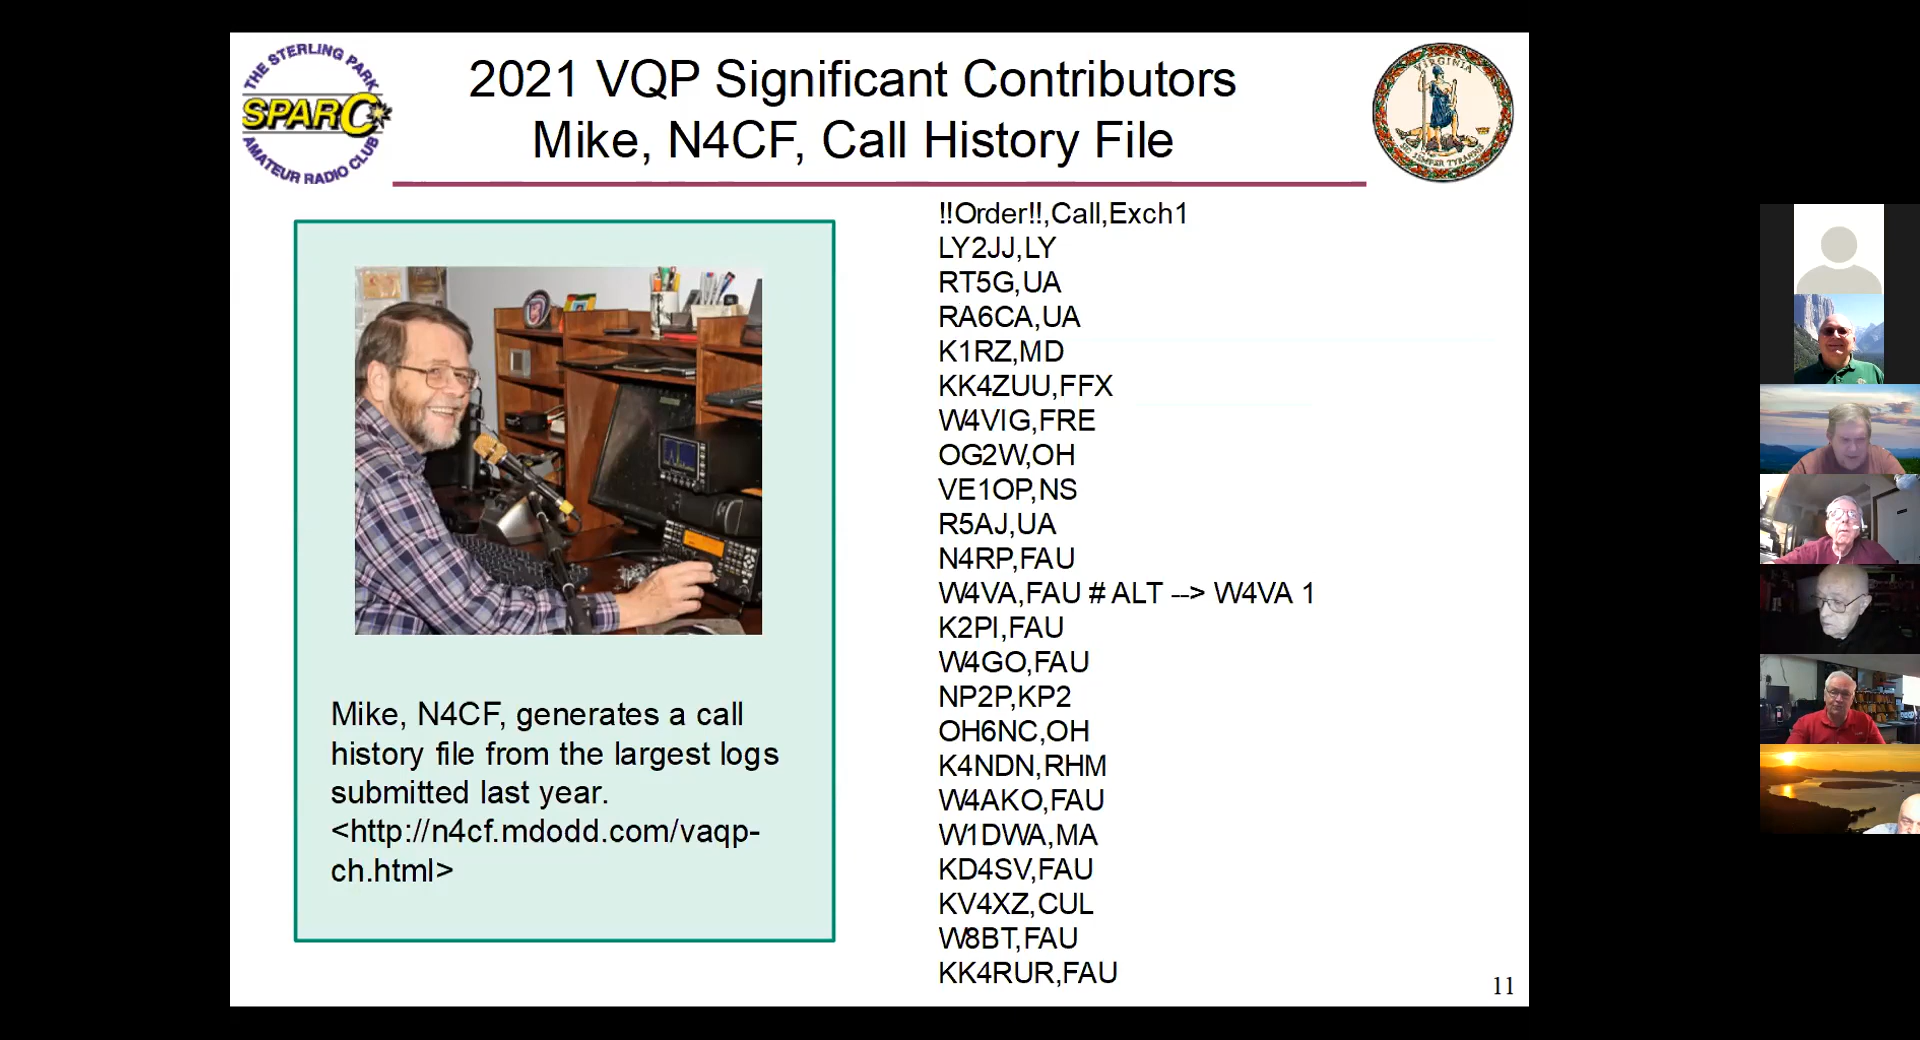 THE STERLING PARK
SPARC
AMATEUR RADIO CLUB
2021 VQP Significant Contributors
Mike, N4CF, Call History File
VIRGINIA
SIC SEMPER TYRANNIS
Mike, N4CF, generates a call
history file from the largest logs
submitted last year.
<http://n4cf.mdodd.com/vaqp-
ch.html>
!!Order!!,Call,Exch1
LY2JJ,LY
RT5G,UA
RA6CA,UA
K1RZ,MD
KK4ZUU,FFX
W4VIG,FRE
OG2W,OH
VE1OP,NS
R5AJ,UA
N4RP,FAU
W4VA,FAU # ALT --> W4VA 1
K2PI,FAU
W4GO,FAU
NP2P,KP2
OH6NC,OH
K4NDN,RHM
W4AKO,FAU
W1DWA,MA
KD4SV,FAU
KV4XZ,CUL
W8BT,FAU
KK4RUR,FAU
11